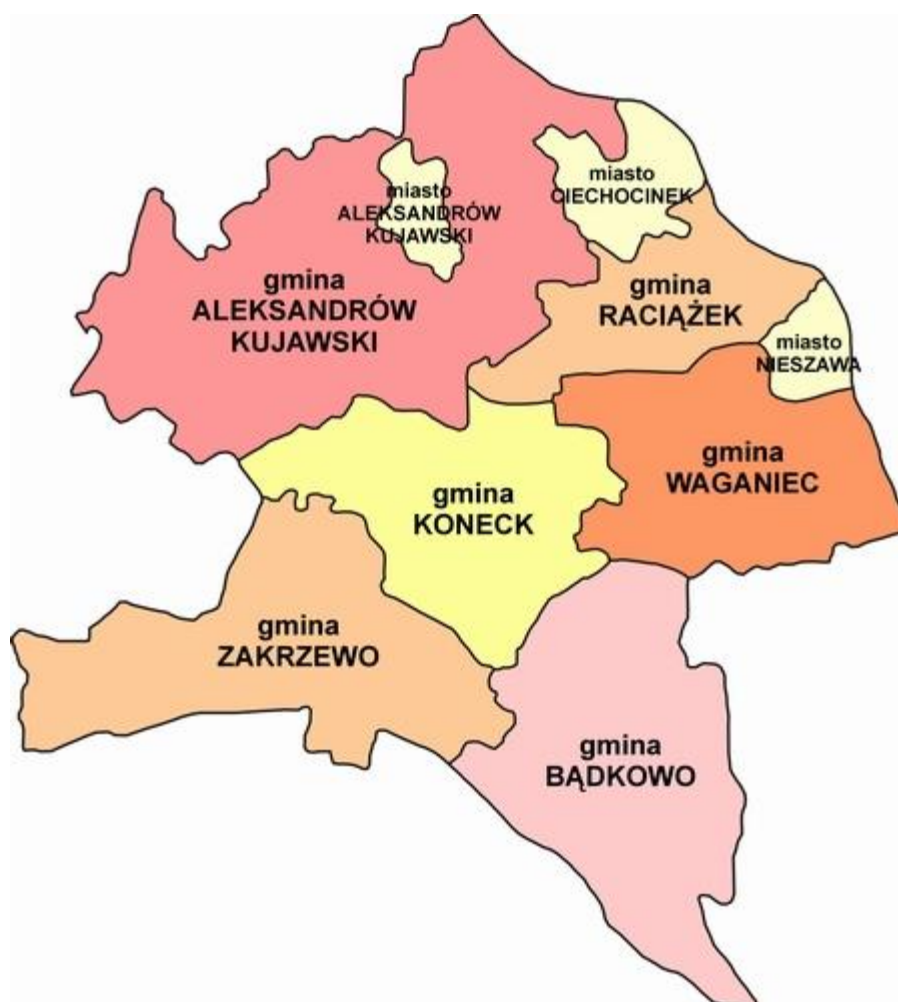 miasto
CIECHOCINEK
miasto
ALEKSANDRÓW
KUJAWSKI
gmina
ALEKSANDRÓW
KUJAWSKI
gmina
RACIĄŻEK
miasto
NIESZAWA
gmina
WAGANIEC
gmina
KONECK
gmina
ZAKRZEWO
gmina
BĄDKOWO